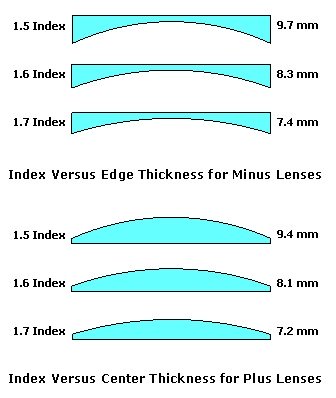 1.5 Index 9.7 mm
1.6 Index 8.3 mm
1.7 Index 7.4 mm
Index Versus Edge Thickness for Minus Lenses
1.5 Index 9.4 mm
1.6 Index 8.1 mm
1.7 Index 7.2 mm
Index Versus Center Thickness for Plus Lenses